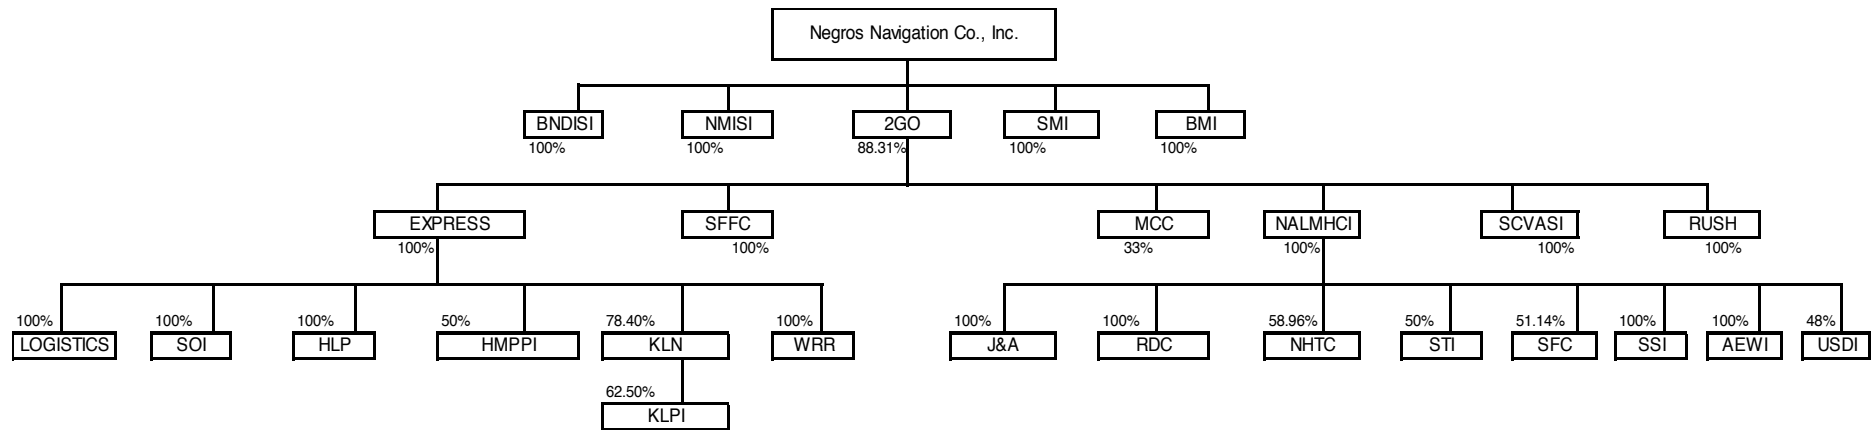 Negros Navigation Co., Inc.
BNDISI NMISI 2GO SMI BMI
100% 100% 88.31% 100% 100%
EXPRESS SFFC MCC NALMHCI SCVASI RUSH
100% 100% 33% 100% 100% 100%
100% 100% 100% 50% 78.40% 100% 100% 100% 58.96% 50% 51.14% 100% 100% 48%
LOGISTICS SOI HLP HMPPI KLN WRR J&A RDC NHTC STI SFC SSI AEWI USDI
62.50%
KLPI